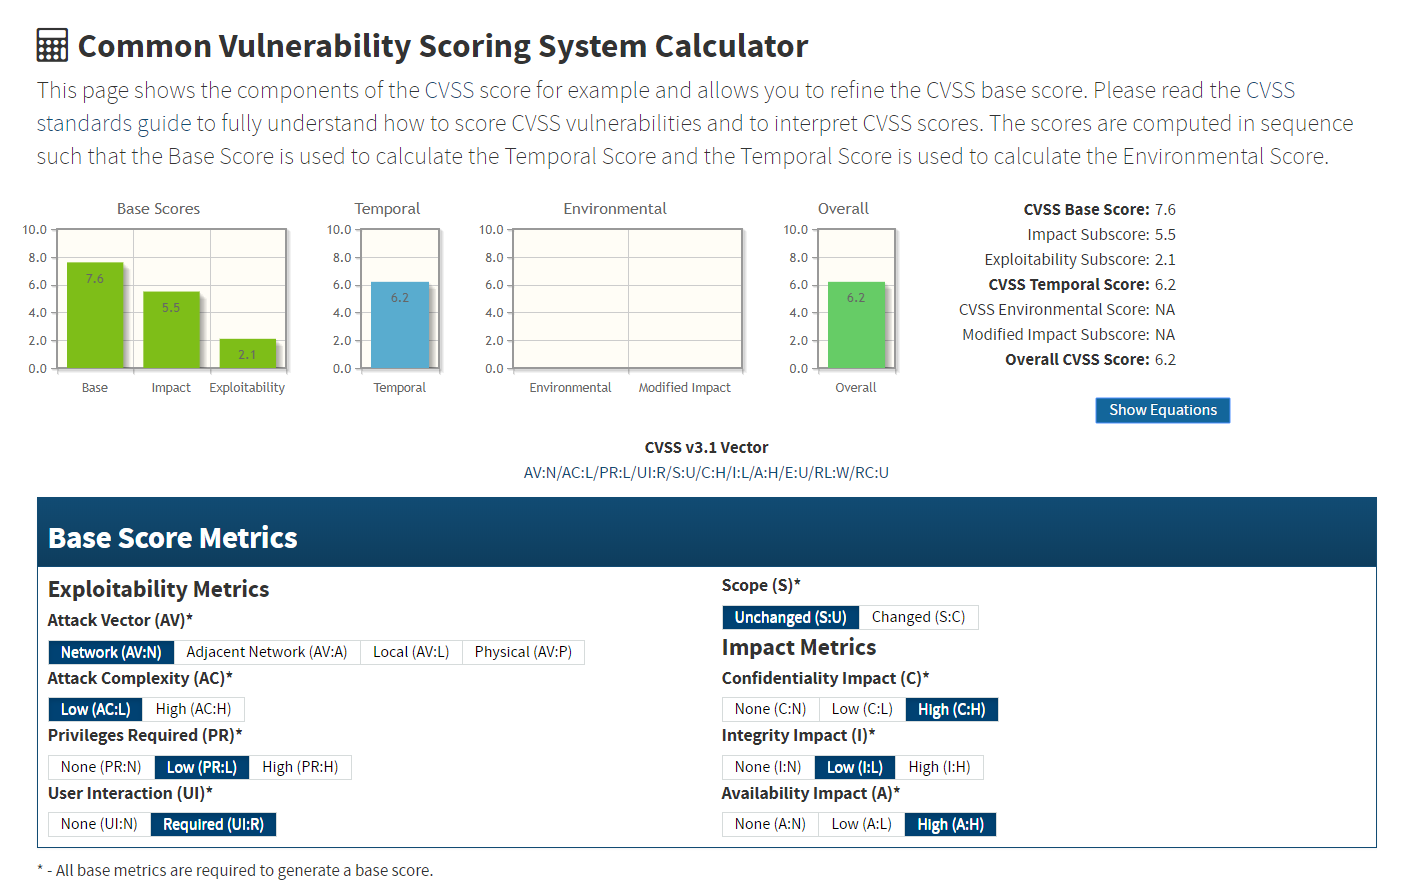 Common Vulnerability Scoring System Calculator
This page shows the components of the CVSS score for example and allows you to refine the CVSS base score. Please read the CVSS
standards guide to fully understand how to score CVSS vulnerabilities and to interpret CVSS scores. The scores are computed in sequence
such that the Base Score is used to calculate the Temporal Score and the Temporal Score is used to calculate the Environmental Score.
Base Scores
10.0
8.0
6.0
4.0
2.0
0.0
7.6
5.5
2.1
Base Impact Exploitability
Temporal
10.0
8.0
6.0
4.0
2.0
0.0
6.2
Temporal
Environmental
10.0
8.0
6.0
4.0
2.0
0.0
Environmental Modified Impact
Overall
10.0
8.0
6.0
4.0
2.0
0.0
6.2
Overall
CVSS Base Score: 7.6
Impact Subscore: 5.5
Exploitability Subscore: 2.1
CVSS Temporal Score: 6.2
CVSS Environmental Score: NA
Modified Impact Subscore: NA
Overall CVSS Score: 6.2
Show Equations
CVSS v3.1 Vector
AV:N/AC:L/PR:L/UI:R/S:U/C:H/I:L/A:H/E:U/RL:W/RC:U
Base Score Metrics
Exploitability Metrics
Attack Vector (AV)*
Network (AV:N) Adjacent Network (AV:A) Local (AV:L) Physical (AV:P)
Attack Complexity (AC)*
Low (AC:L) High (AC:H)
Privileges Required (PR)*
None (PR:N) Low (PR:L) High (PR:H)
User Interaction (UI)*
None (UI:N) Required (UI:R)
Scope (S)*
Unchanged (S:U) Changed (S:C)
Impact Metrics
Confidentiality Impact (C)*
None (C:N) Low (C:L) High (C:H)
Integrity Impact (I)*
None (I:N) Low (I:L) High (I:H)
Availability Impact (A)*
None (A:N) Low (A:L) High (A:H)
* - All base metrics are required to generate a base score.